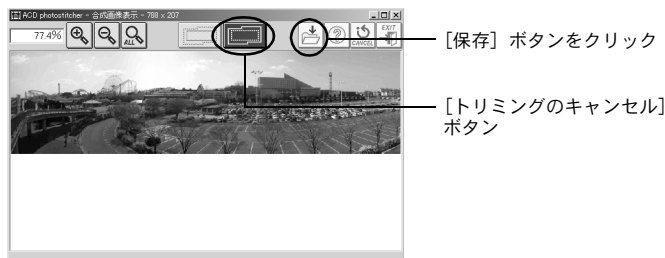 ACD photostitcher - 合成画像表示 - 788 x 207
77.4%
ALL
CANCEL
EXIT
［保存］ボタンをクリック
［トリミングのキャンセル］
ボタン